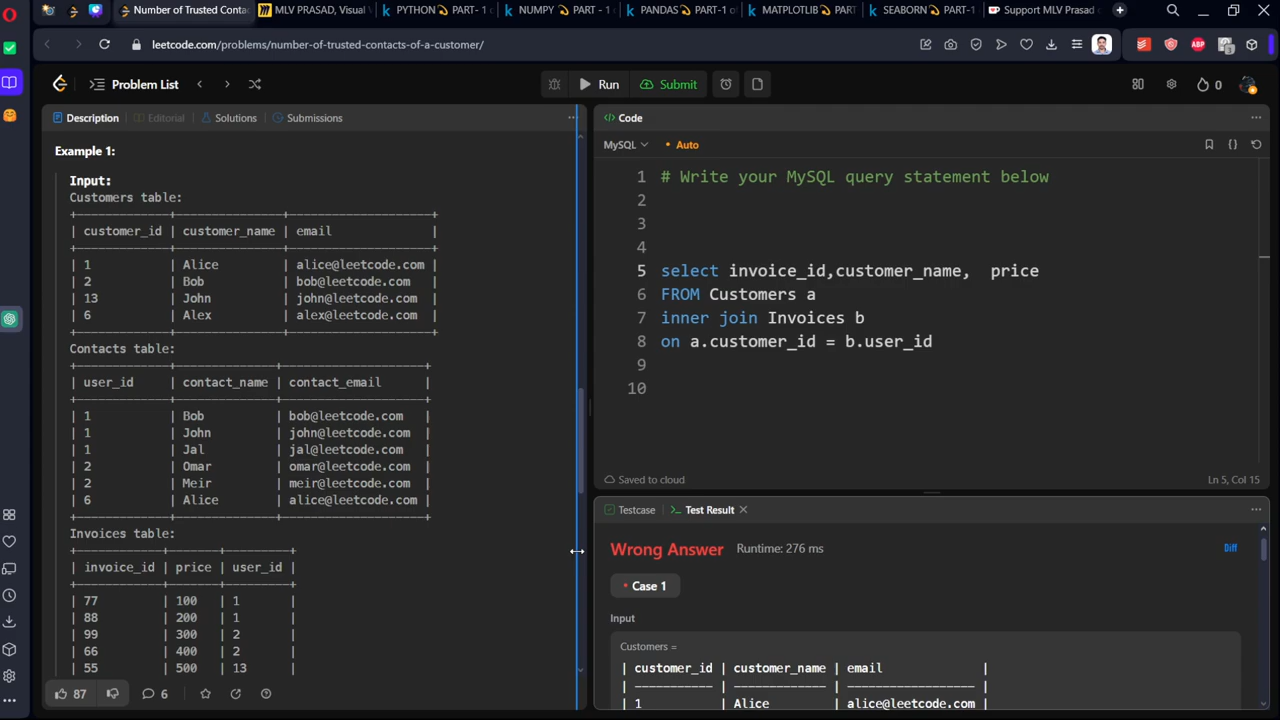 Number of Trusted Contac
MLV PRASAD, Visual
PYTHON PART- 1
NUMPY PART - 1
PANDAS PART-1 of
MATPLOTLIB PART
SEABORN PART-1
Support MLV Prasad
leetcode.com/problems/number-of-trusted-contacts-of-a-customer/
Problem List
Run
Submit
0
Description
Editorial
Solutions
Submissions
Example 1:
Input:
Customers table:
| customer_id | customer_name | email |
| 1 | Alice | alice@leetcode.com |
| 2 | Bob | bob@leetcode.com |
| 13 | John | john@leetcode.com |
| 6 | Alex | alex@leetcode.com |
Contacts table:
| user_id | contact_name | contact_email |
| 1 | Bob | bob@leetcode.com |
| 1 | John | john@leetcode.com |
| 1 | Jal | jal@leetcode.com |
| 2 | Omar | omar@leetcode.com |
| 2 | Meir | meir@leetcode.com |
| 6 | Alice | alice@leetcode.com |
Invoices table:
| invoice_id | price | user_id |
| 77 | 100 | 1 |
| 88 | 200 | 1 |
| 99 | 300 | 2 |
| 66 | 400 | 2 |
| 55 | 500 | 13 |
87
6
</> Code
MySQL
Auto
1 # Write your MySQL query statement below
2
3
4
5 select invoice_id,customer_name, price
6 FROM Customers a
7 inner join Invoices b
8 on a.customer_id = b.user_id
9
10
Saved to cloud
Ln 5, Col 15
Testcase
Test Result
Wrong Answer
Runtime: 276 ms
Diff
Case 1
Input
Customers =
| customer_id | customer_name | email |
| 1 | Alice | alice@leetcode.com